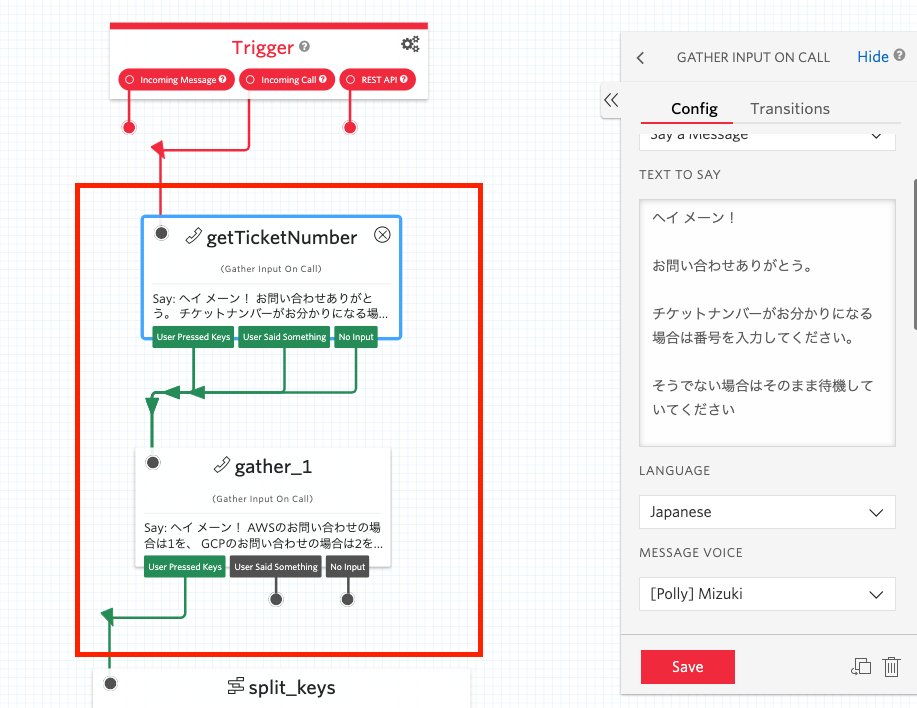 Trigger
Incoming Message
Incoming Call
REST API
getTicketNumber
(Gather Input On Call)
Say: ヘイ メーン！ お問い合わせありがと
う。 チケットナンバーがお分かりになる場...
User Pressed Keys
User Said Something
No Input
gather_1
(Gather Input On Call)
Say: ヘイ メーン！ AWSのお問い合わせの場
合は1を、 GCPのお問い合わせの場合は2を...
User Pressed Keys
User Said Something
No Input
split_keys
GATHER INPUT ON CALL
Hide
Config
Transitions
Say a Message
TEXT TO SAY
ヘイ メーン！
お問い合わせありがとう。
チケットナンバーがお分かりになる
場合は番号を入力してください。
そうでない場合はそのまま待機して
いてください
LANGUAGE
Japanese
MESSAGE VOICE
[Polly] Mizuki
Save